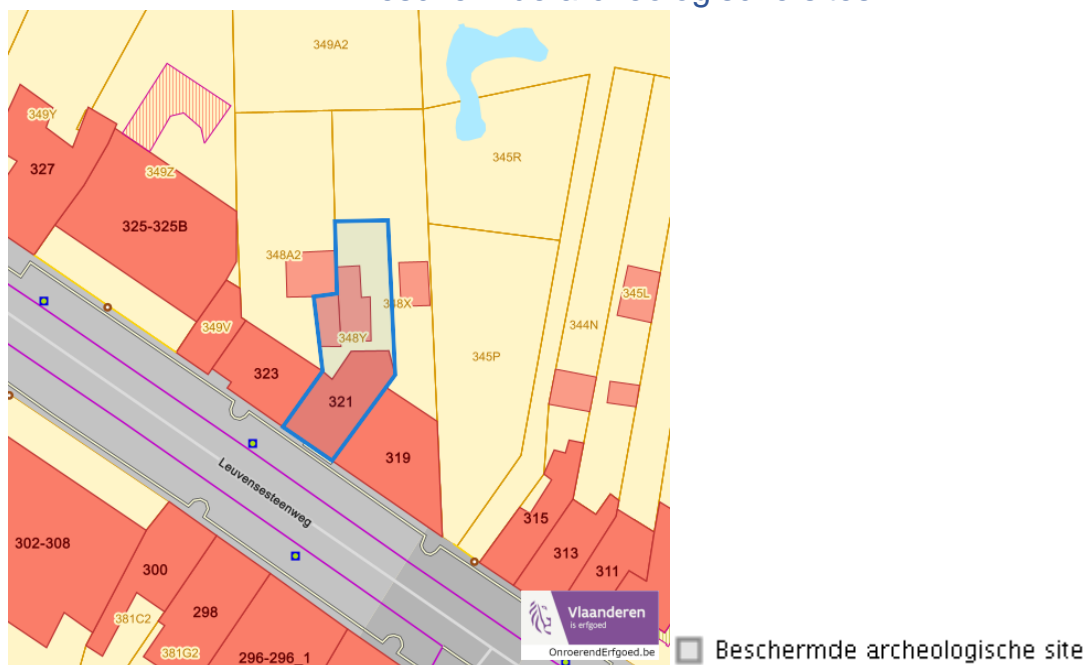 349A2
349Y
327
349Z
345R
325-325B
348A2
348X
345L
349V
344N
348Y
345P
323
321
319
Leuvensesteenweg
315
302-308
313
300
311
298
381C2
381G2
296-296_1
Vlaanderen
is erfgoed
OnroerendErfgoed.be
Beschermde archeologische site